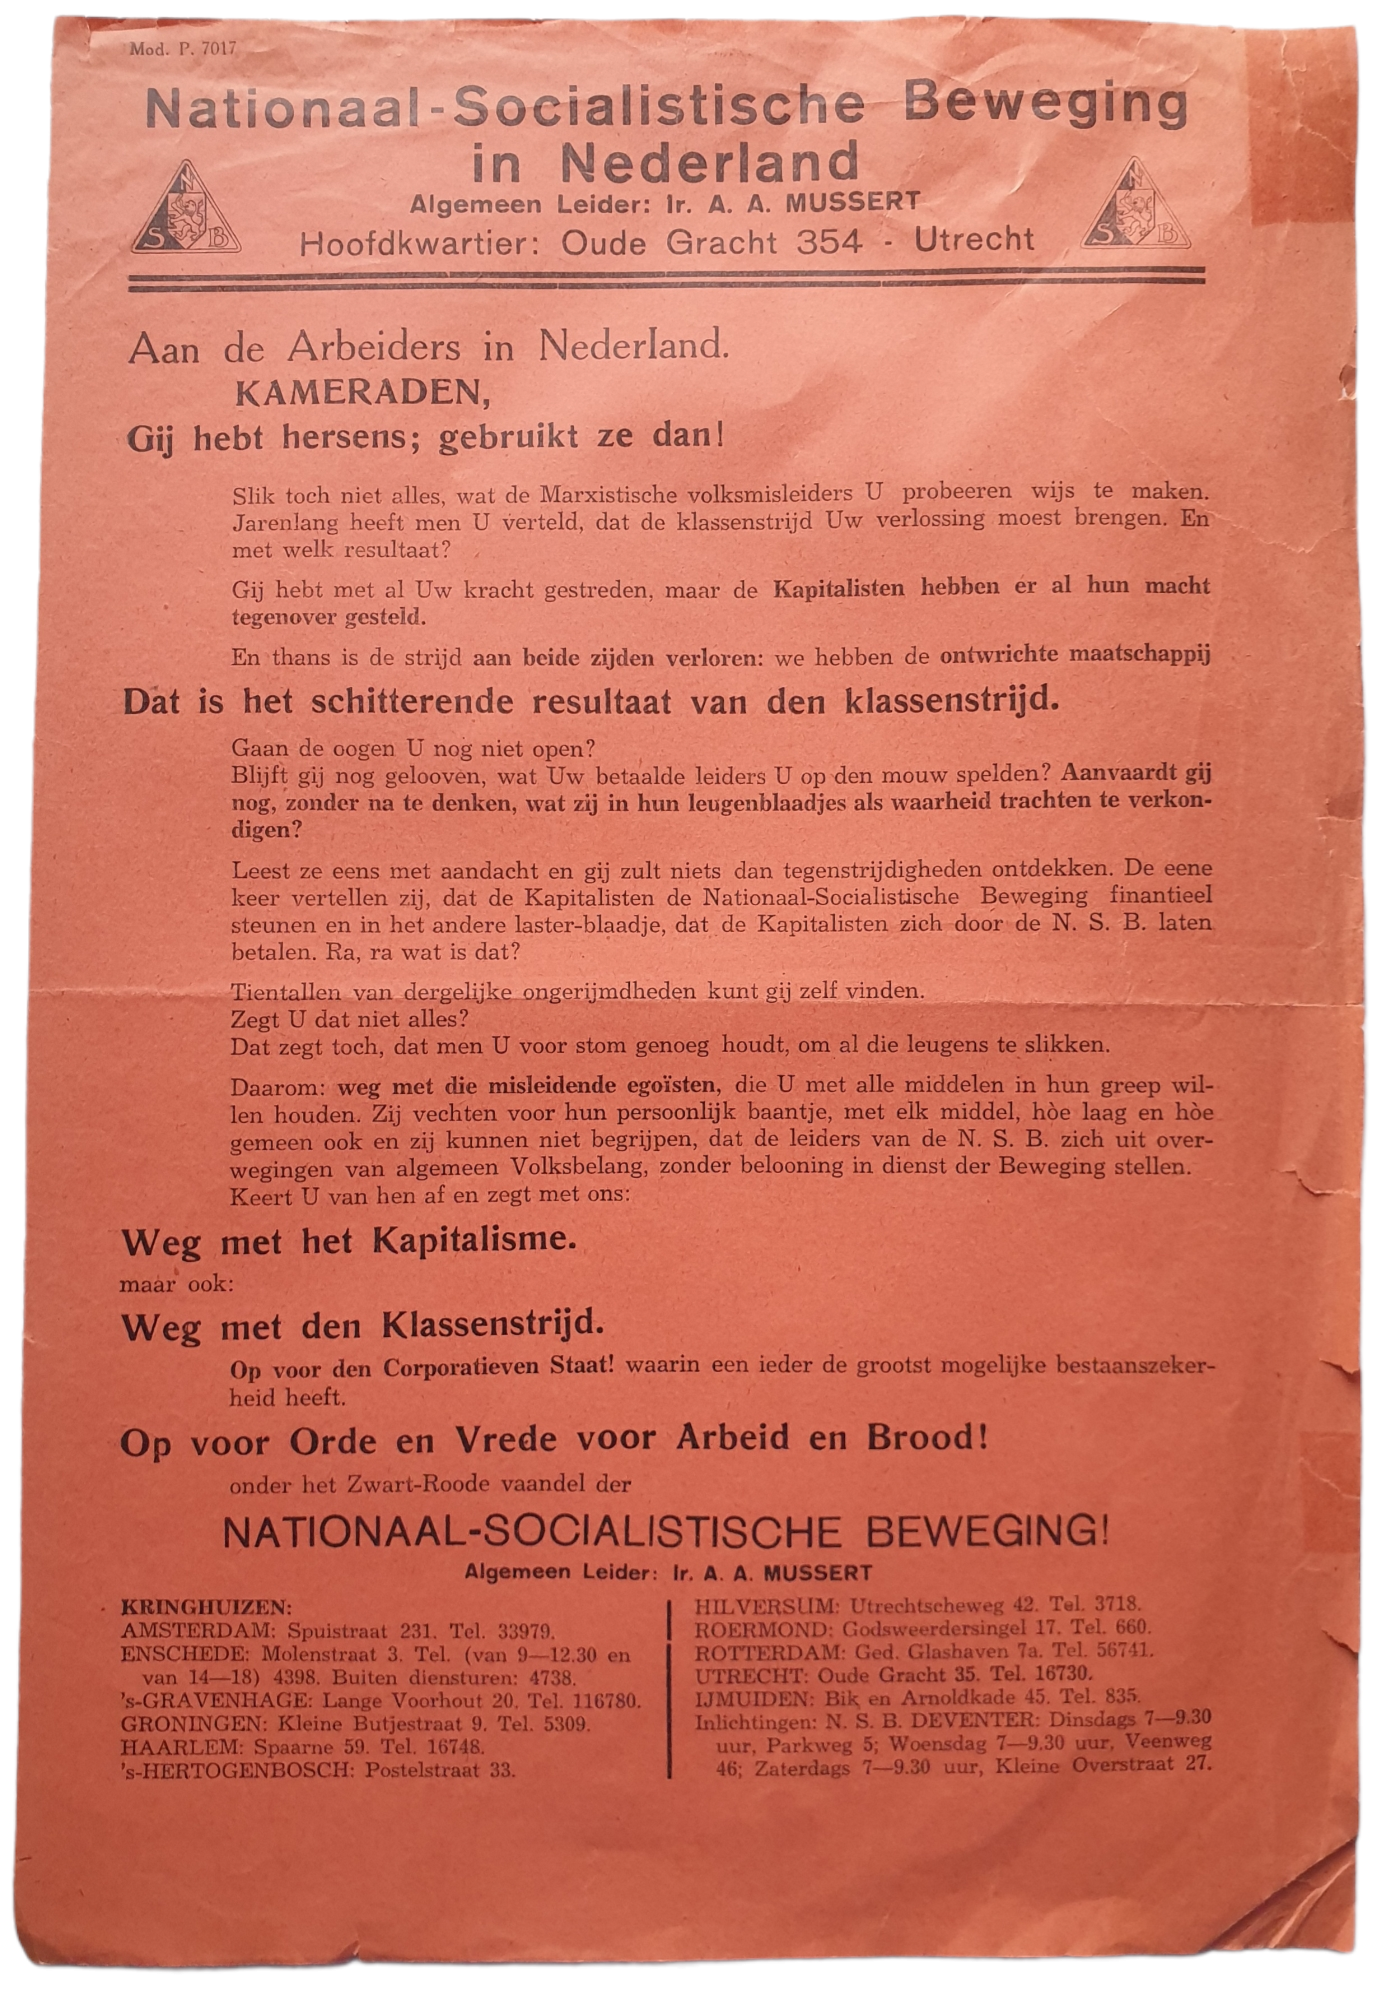 Mod. P. 7017
Nationaal-Socialistische Beweging
in Nederland
Algemeen Leider: Ir. A. A. MUSSERT
Hoofdkwartier: Oude Gracht 354 - Utrecht
N
S B
N
S B
Aan de Arbeiders in Nederland.
KAMERADEN,
Gij hebt hersens; gebruikt ze dan!
Slik toch niet alles, wat de Marxistische volksmisleiders U probeeren wijs te maken.
Jarenlang heeft men U verteld, dat de klassenstrijd Uw verlossing moest brengen. En
met welk resultaat?
Gij hebt met al Uw kracht gestreden, maar de Kapitalisten hebben er al hun macht
tegenover gesteld.
En thans is de strijd aan beide zijden verloren: we hebben de ontwrichte maatschappij
Dat is het schitterende resultaat van den klassenstrijd.
Gaan de oogen U nog niet open?
Blijft gij nog gelooven, wat Uw betaalde leiders U op den mouw spelden? Aanvaardt gij
nog, zonder na te denken, wat zij in hun leugenblaadjes als waarheid trachten te verkon-
digen?
Leest ze eens met aandacht en gij zult niets dan tegenstrijdigheden ontdekken. De eene
keer vertellen zij, dat de Kapitalisten de Nationaal-Socialistische Beweging finantieel
steunen en in het andere laster-blaadje, dat de Kapitalisten zich door de N. S. B. laten
betalen. Ra, ra wat is dat?
Tientallen van dergelijke ongerijmdheden kunt gij zelf vinden.
Zegt U dat niet alles?
Dat zegt toch, dat men U voor stom genoeg houdt, om al die leugens te slikken.
Daarom: weg met die misleidende egoïsten, die U met alle middelen in hun greep wil-
len houden. Zij vechten voor hun persoonlijk baantje, met elk middel, hòe laag en hòe
gemeen ook en zij kunnen niet begrijpen, dat de leiders van de N. S. B. zich uit over-
wegingen van algemeen Volksbelang, zonder belooning in dienst der Beweging stellen.
Keert U van hen af en zegt met ons:
Weg met het Kapitalisme.
maar ook:
Weg met den Klassenstrijd.
Op voor den Corporatieven Staat! waarin een ieder de grootst mogelijke bestaanszeker-
heid heeft.
Op voor Orde en Vrede voor Arbeid en Brood!
onder het Zwart-Roode vaandel der
NATIONAAL-SOCIALISTISCHE BEWEGING!
Algemeen Leider: Ir. A. A. MUSSERT
KRINGHUIZEN:
AMSTERDAM: Spuistraat 231. Tel. 33979.
ENSCHEDE: Molenstraat 3. Tel. (van 9—12.30 en
van 14—18) 4398. Buiten diensturen: 4738.
's-GRAVENHAGE: Lange Voorhout 20. Tel. 116780.
GRONINGEN: Kleine Butjestraat 9. Tel. 5309.
HAARLEM: Spaarne 59. Tel. 16748.
's-HERTOGENBOSCH: Postelstraat 33.
HILVERSUM: Utrechtscheweg 42. Tel. 3718.
ROERMOND: Godsweerdersingel 17. Tel. 660.
ROTTERDAM: Ged. Glashaven 7a. Tel. 56741.
UTRECHT: Oude Gracht 35. Tel. 16730.
IJMUIDEN: Bik en Arnoldkade 45. Tel. 835.
Inlichtingen: N. S. B. DEVENTER: Dinsdags 7—9.30
uur, Parkweg 5; Woensdag 7—9.30 uur, Veenweg
46; Zaterdags 7—9.30 uur, Kleine Overstraat 27.